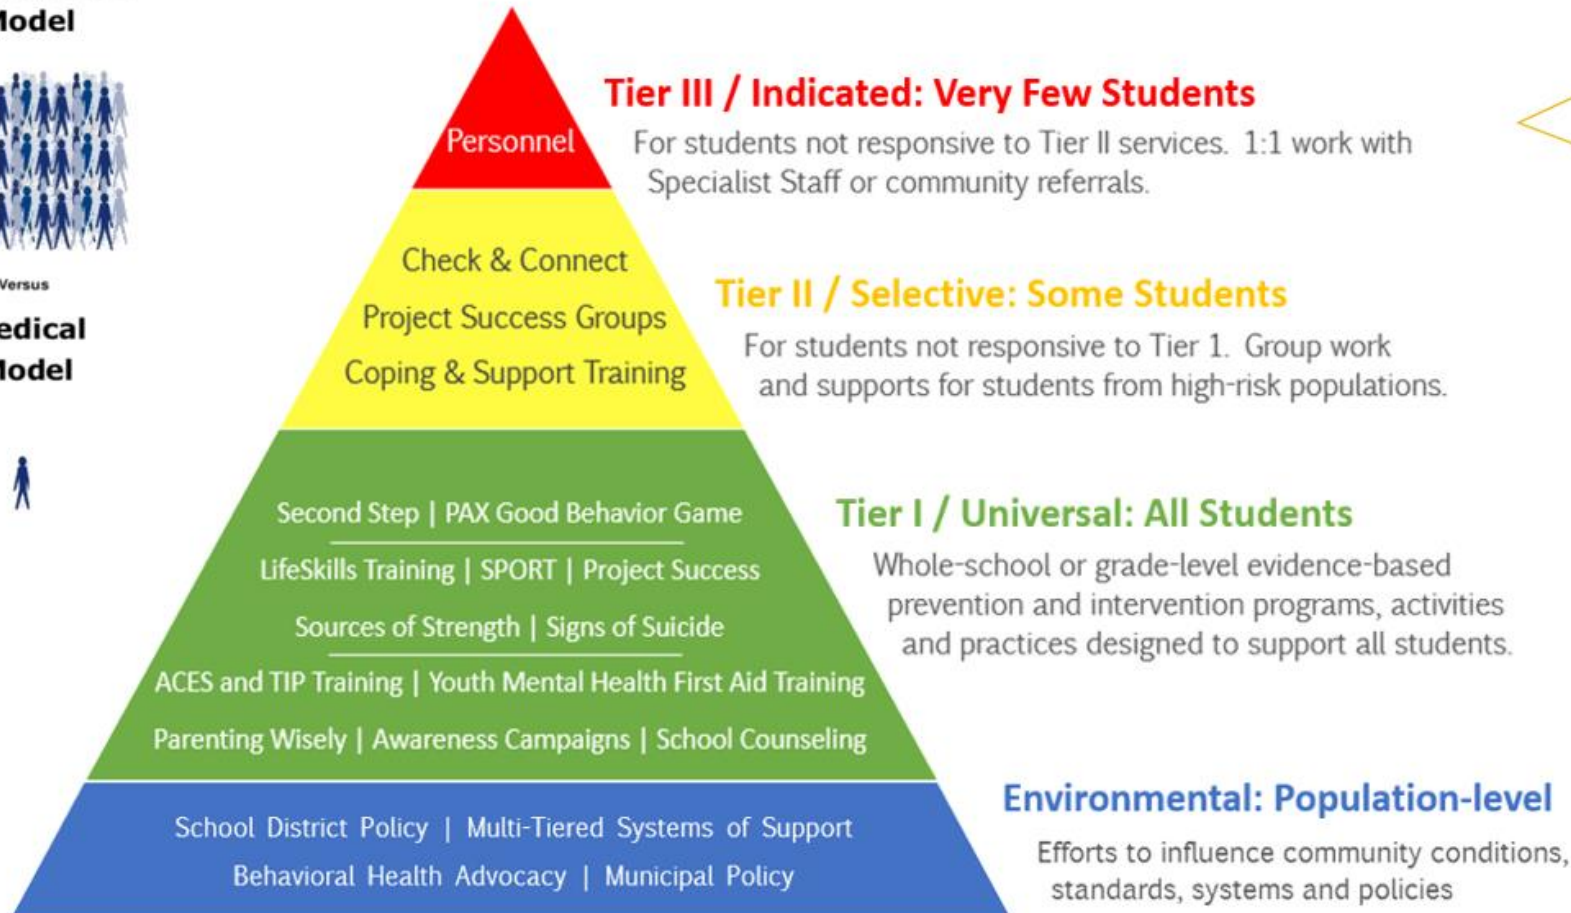 Model
Versus
Medical
Model
Personnel
Tier III / Indicated: Very Few Students
For students not responsive to Tier II services. 1:1 work with
Specialist Staff or community referrals.
Check & Connect
Project Success Groups
Coping & Support Training
Tier II / Selective: Some Students
For students not responsive to Tier 1. Group work
and supports for students from high-risk populations.
Second Step | PAX Good Behavior Game
LifeSkills Training | SPORT | Project Success
Sources of Strength | Signs of Suicide
ACES and TIP Training | Youth Mental Health First Aid Training
Parenting Wisely | Awareness Campaigns | School Counseling
Tier I / Universal: All Students
Whole-school or grade-level evidence-based
prevention and intervention programs, activities
and practices designed to support all students.
School District Policy | Multi-Tiered Systems of Support
Behavioral Health Advocacy | Municipal Policy
Environmental: Population-level
Efforts to influence community conditions,
standards, systems and policies